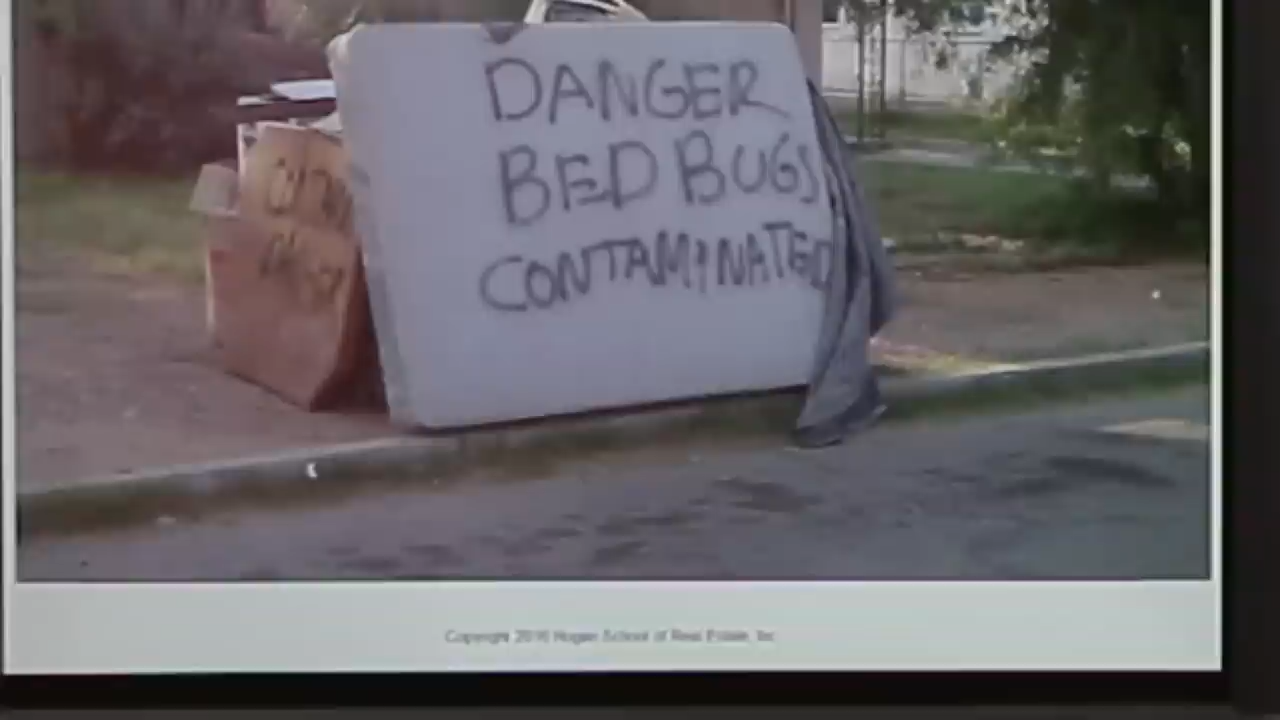 DANGER
BED BUGS
CONTAMINATED
Copyright 2016 Hogan School of Real Estate, Inc